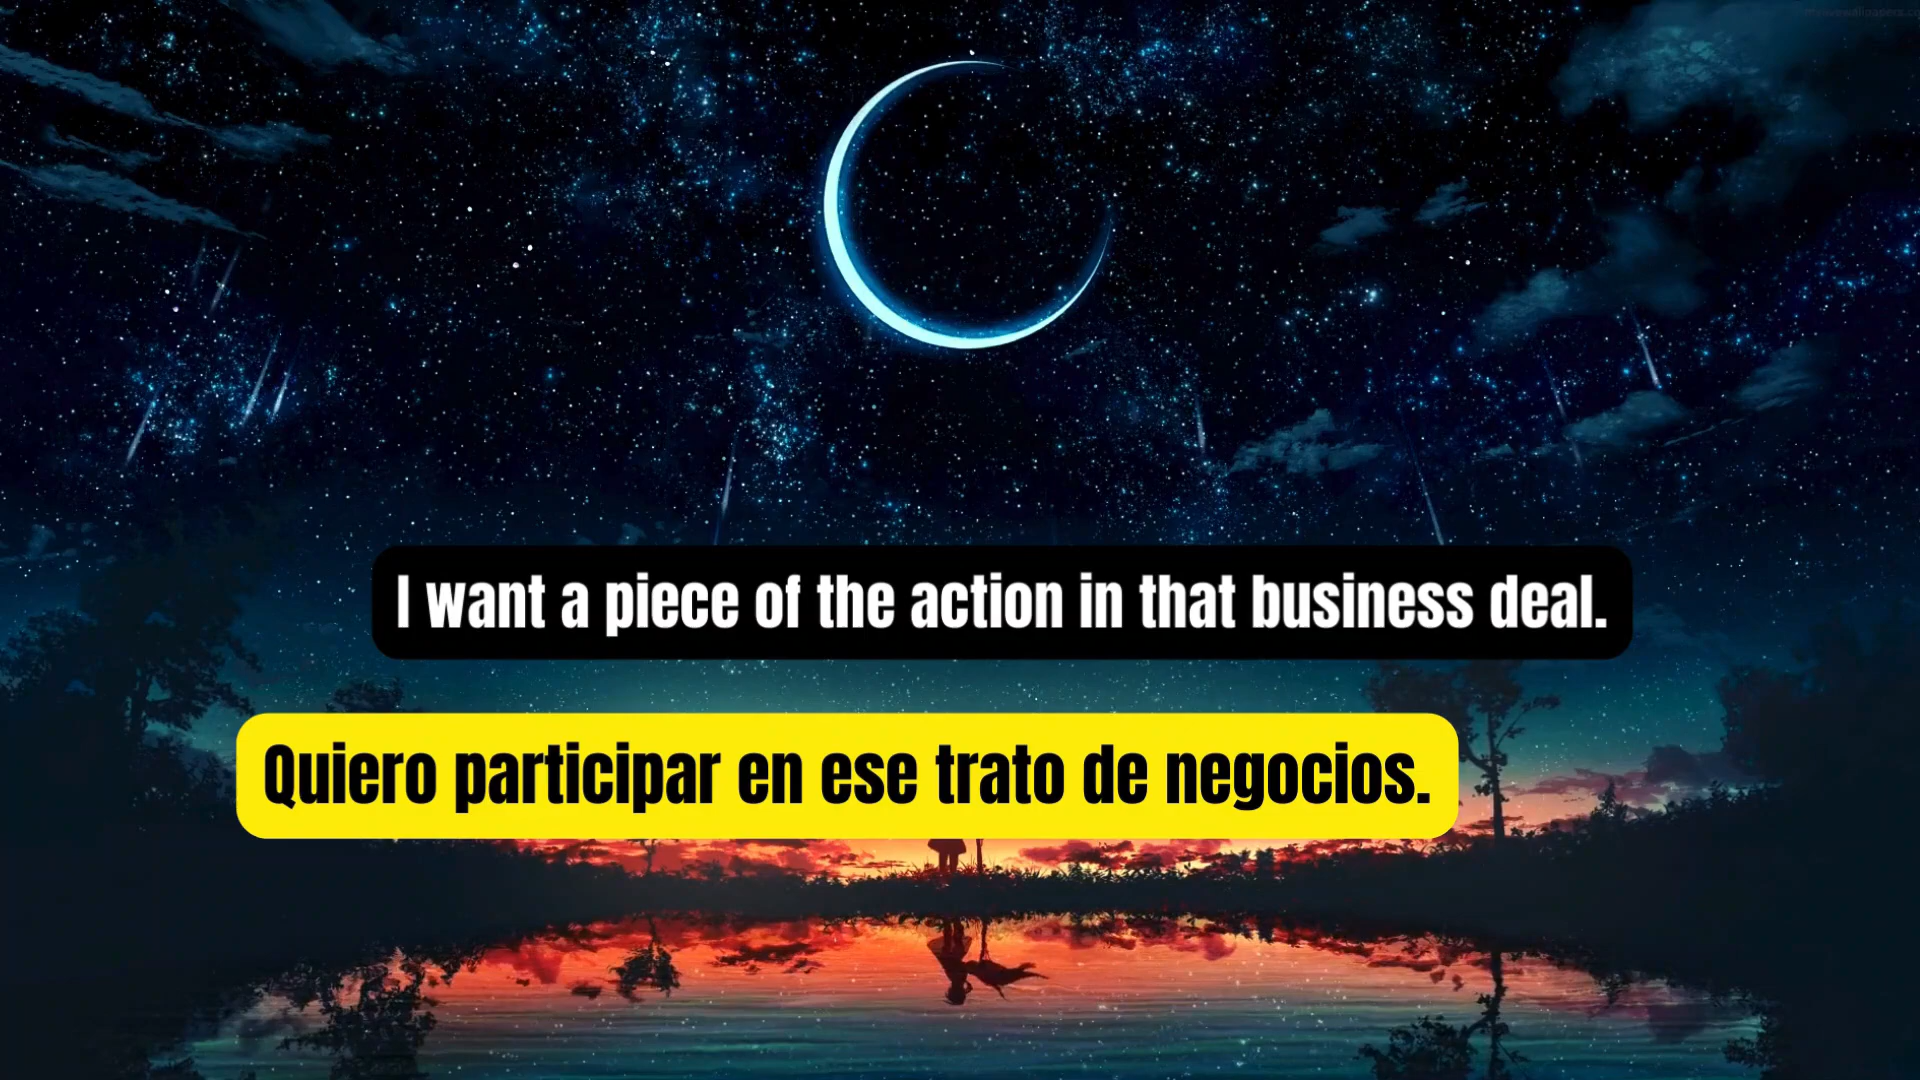 I want a piece of the action in that business deal.
Quiero participar en ese trato de negocios.